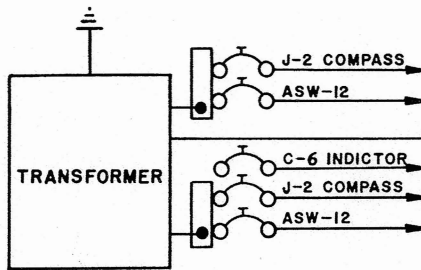 J-2 COMPASS
ASW-12
TRANSFORMER
C-6 INDICTOR
J-2 COMPASS
ASW-12